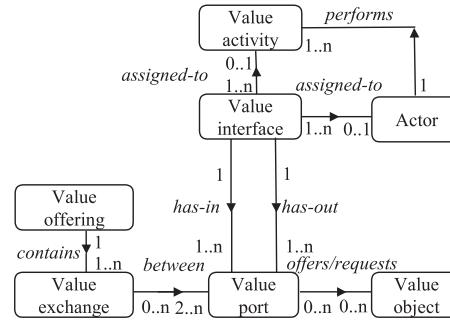 Value
activity
performs
1..n
0..1
assigned-to
1..n
assigned-to
1
Value
interface
1..n
0..1
Actor
1
1
Value
offering
has-in
has-out
1
contains
1..n
between
1..n
1..n
offers/requests
Value
exchange
0..n
2..n
Value
port
0..n
0..n
Value
object